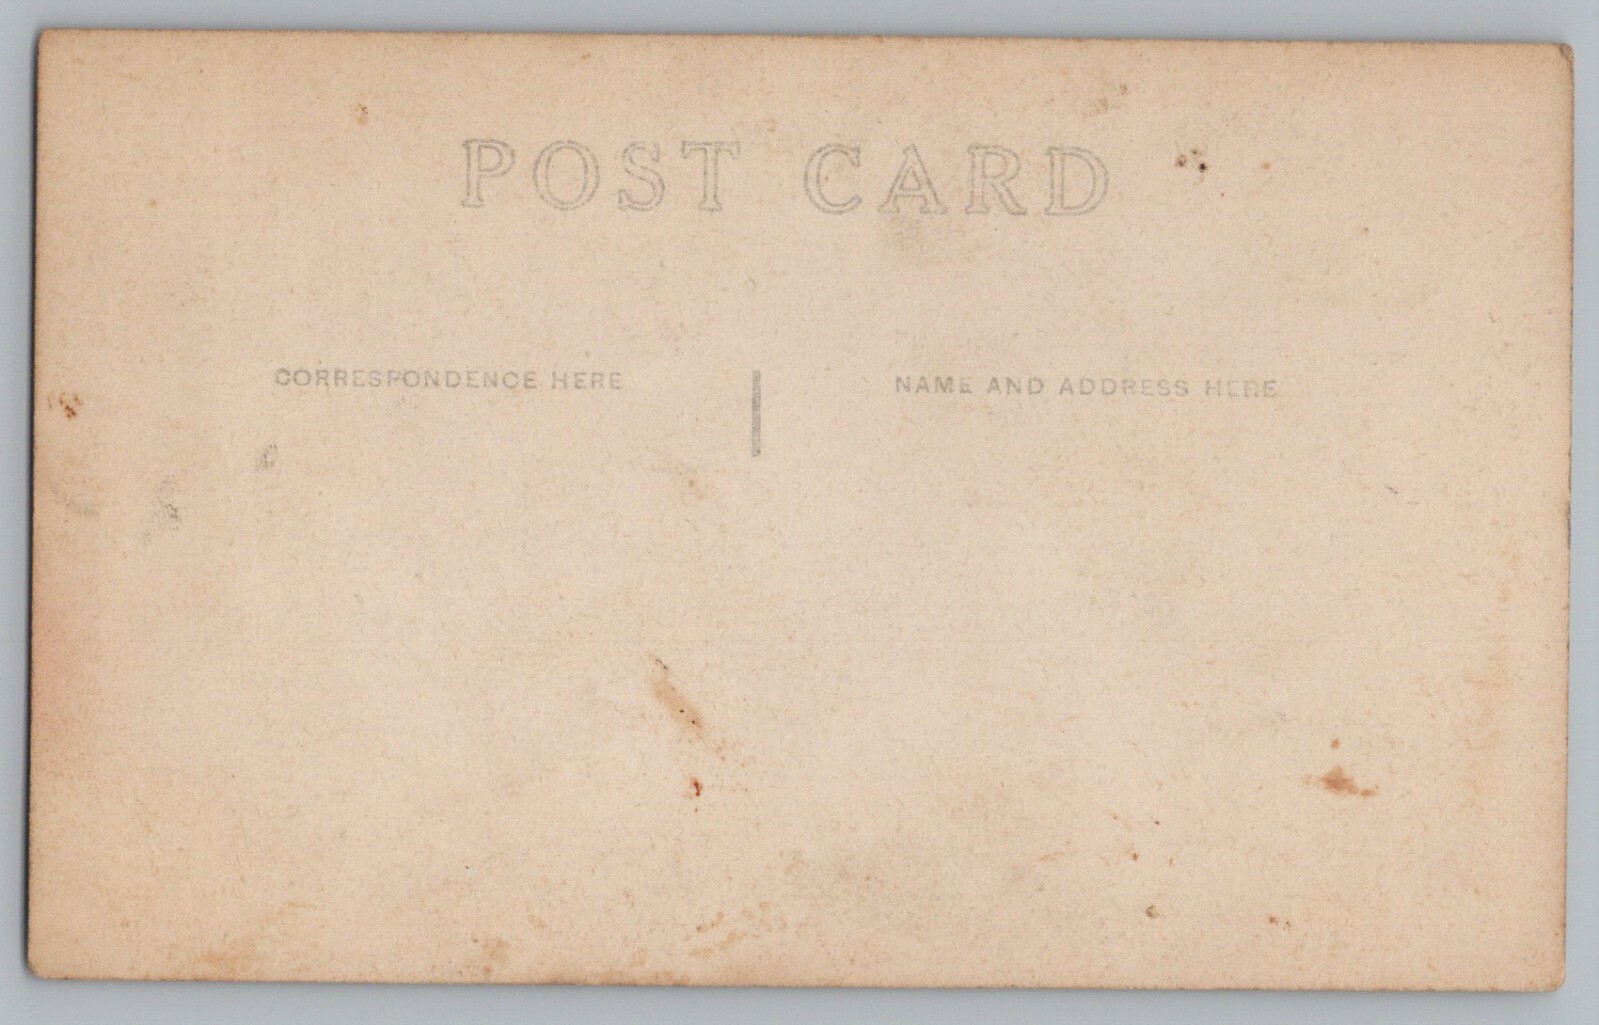 POST CARD
CORRESPONDENCE HERE
NAME AND ADDRESS HERE